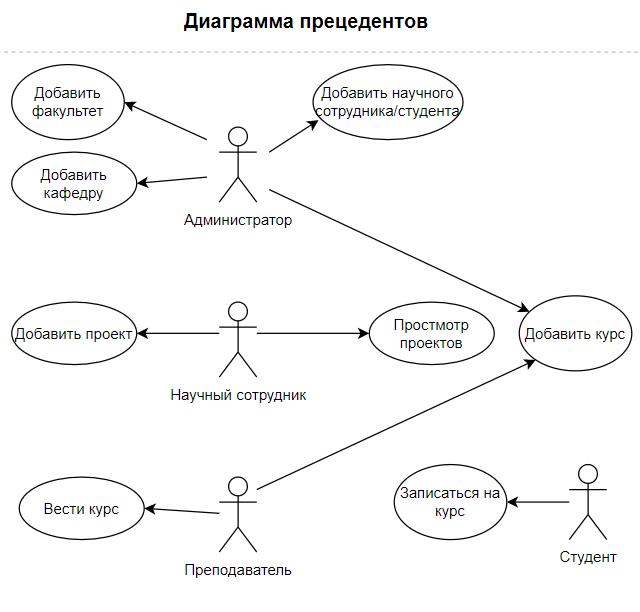 Диаграмма прецедентов
Добавить
факультет
Добавить научного
сотрудника/студента
Добавить
кафедру
Администратор
Добавить проект
Простмотр
проектов
Добавить курс
Научный сотрудник
Вести курс
Записаться на
курс
Преподаватель
Студент